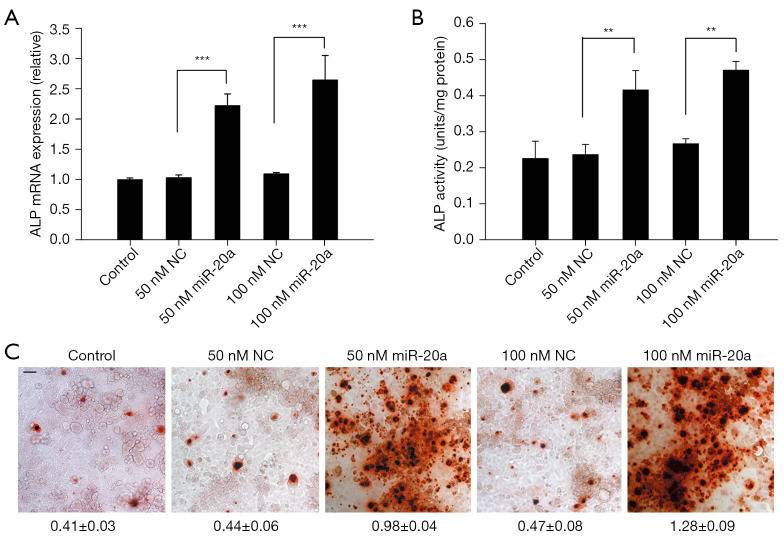 A
ALP mRNA expression (relative)
3.5
3.0
2.5
2.0
1.5
1.0
3.5
0.0
***
***
Control
50 nM NC
50 nM miR-20a
100 nM NC
100 nM miR-20a
B
ALP activity (units/mg protein)
0.6
0.5
0.4
0.3
0.2
0.2
0.0
**
**
Control
50 nM NC
50 nM miR-20a
100 nM NC
100 nM miR-20a
C
Control
50 nM NC
50 nM miR-20a
100 nM NC
100 nM miR-20a
0.41±0.03
0.44±0.06
0.98±0.04
0.47±0.08
1.28±0.09